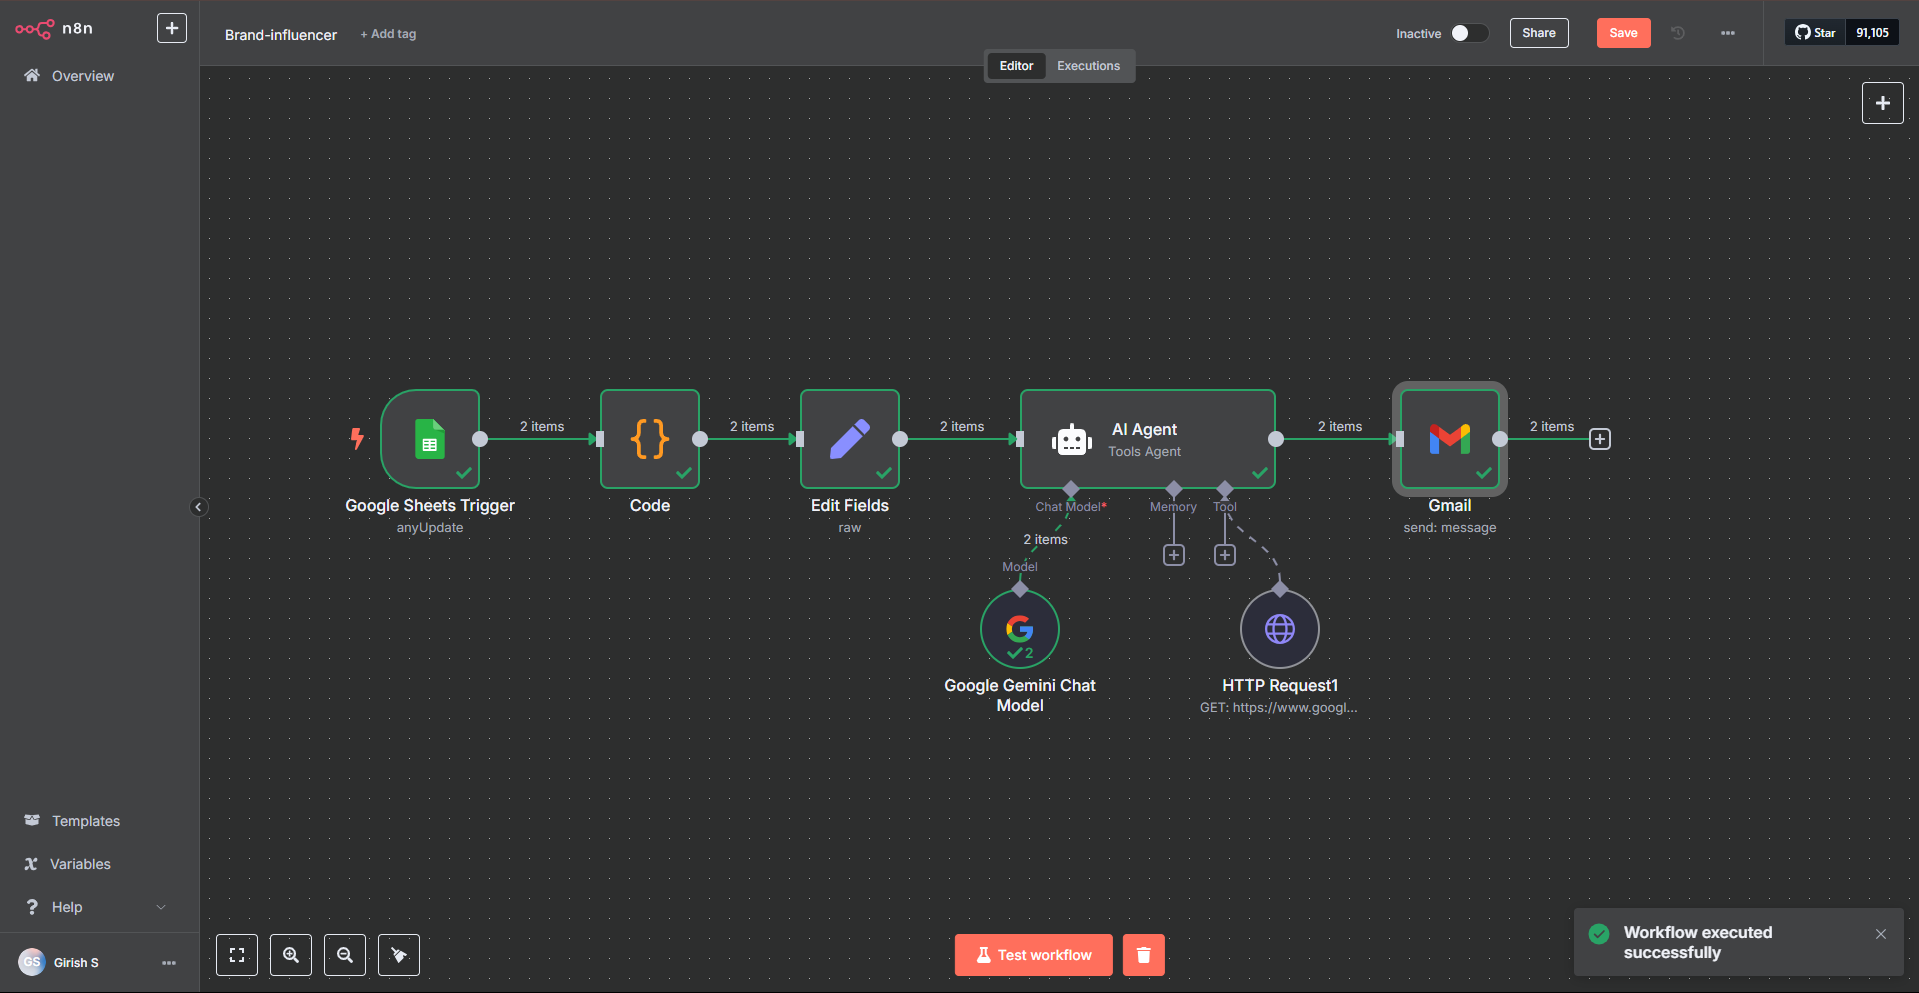 n8n
Brand-influencer
+ Add tag
Inactive
Share
Save
Star
91,105
Editor
Executions
Overview
2 items
2 items
2 items
AI Agent
Tools Agent
2 items
2 items
Google Sheets Trigger
anyUpdate
Code
Edit Fields
raw
Chat Model*
Memory
Tool
Gmail
send: message
2 items
Model
2
Google Gemini Chat
Model
HTTP Request1
GET: https://www.googl...
Templates
Variables
Help
GS
Girish S
Test workflow
Workflow executed
successfully